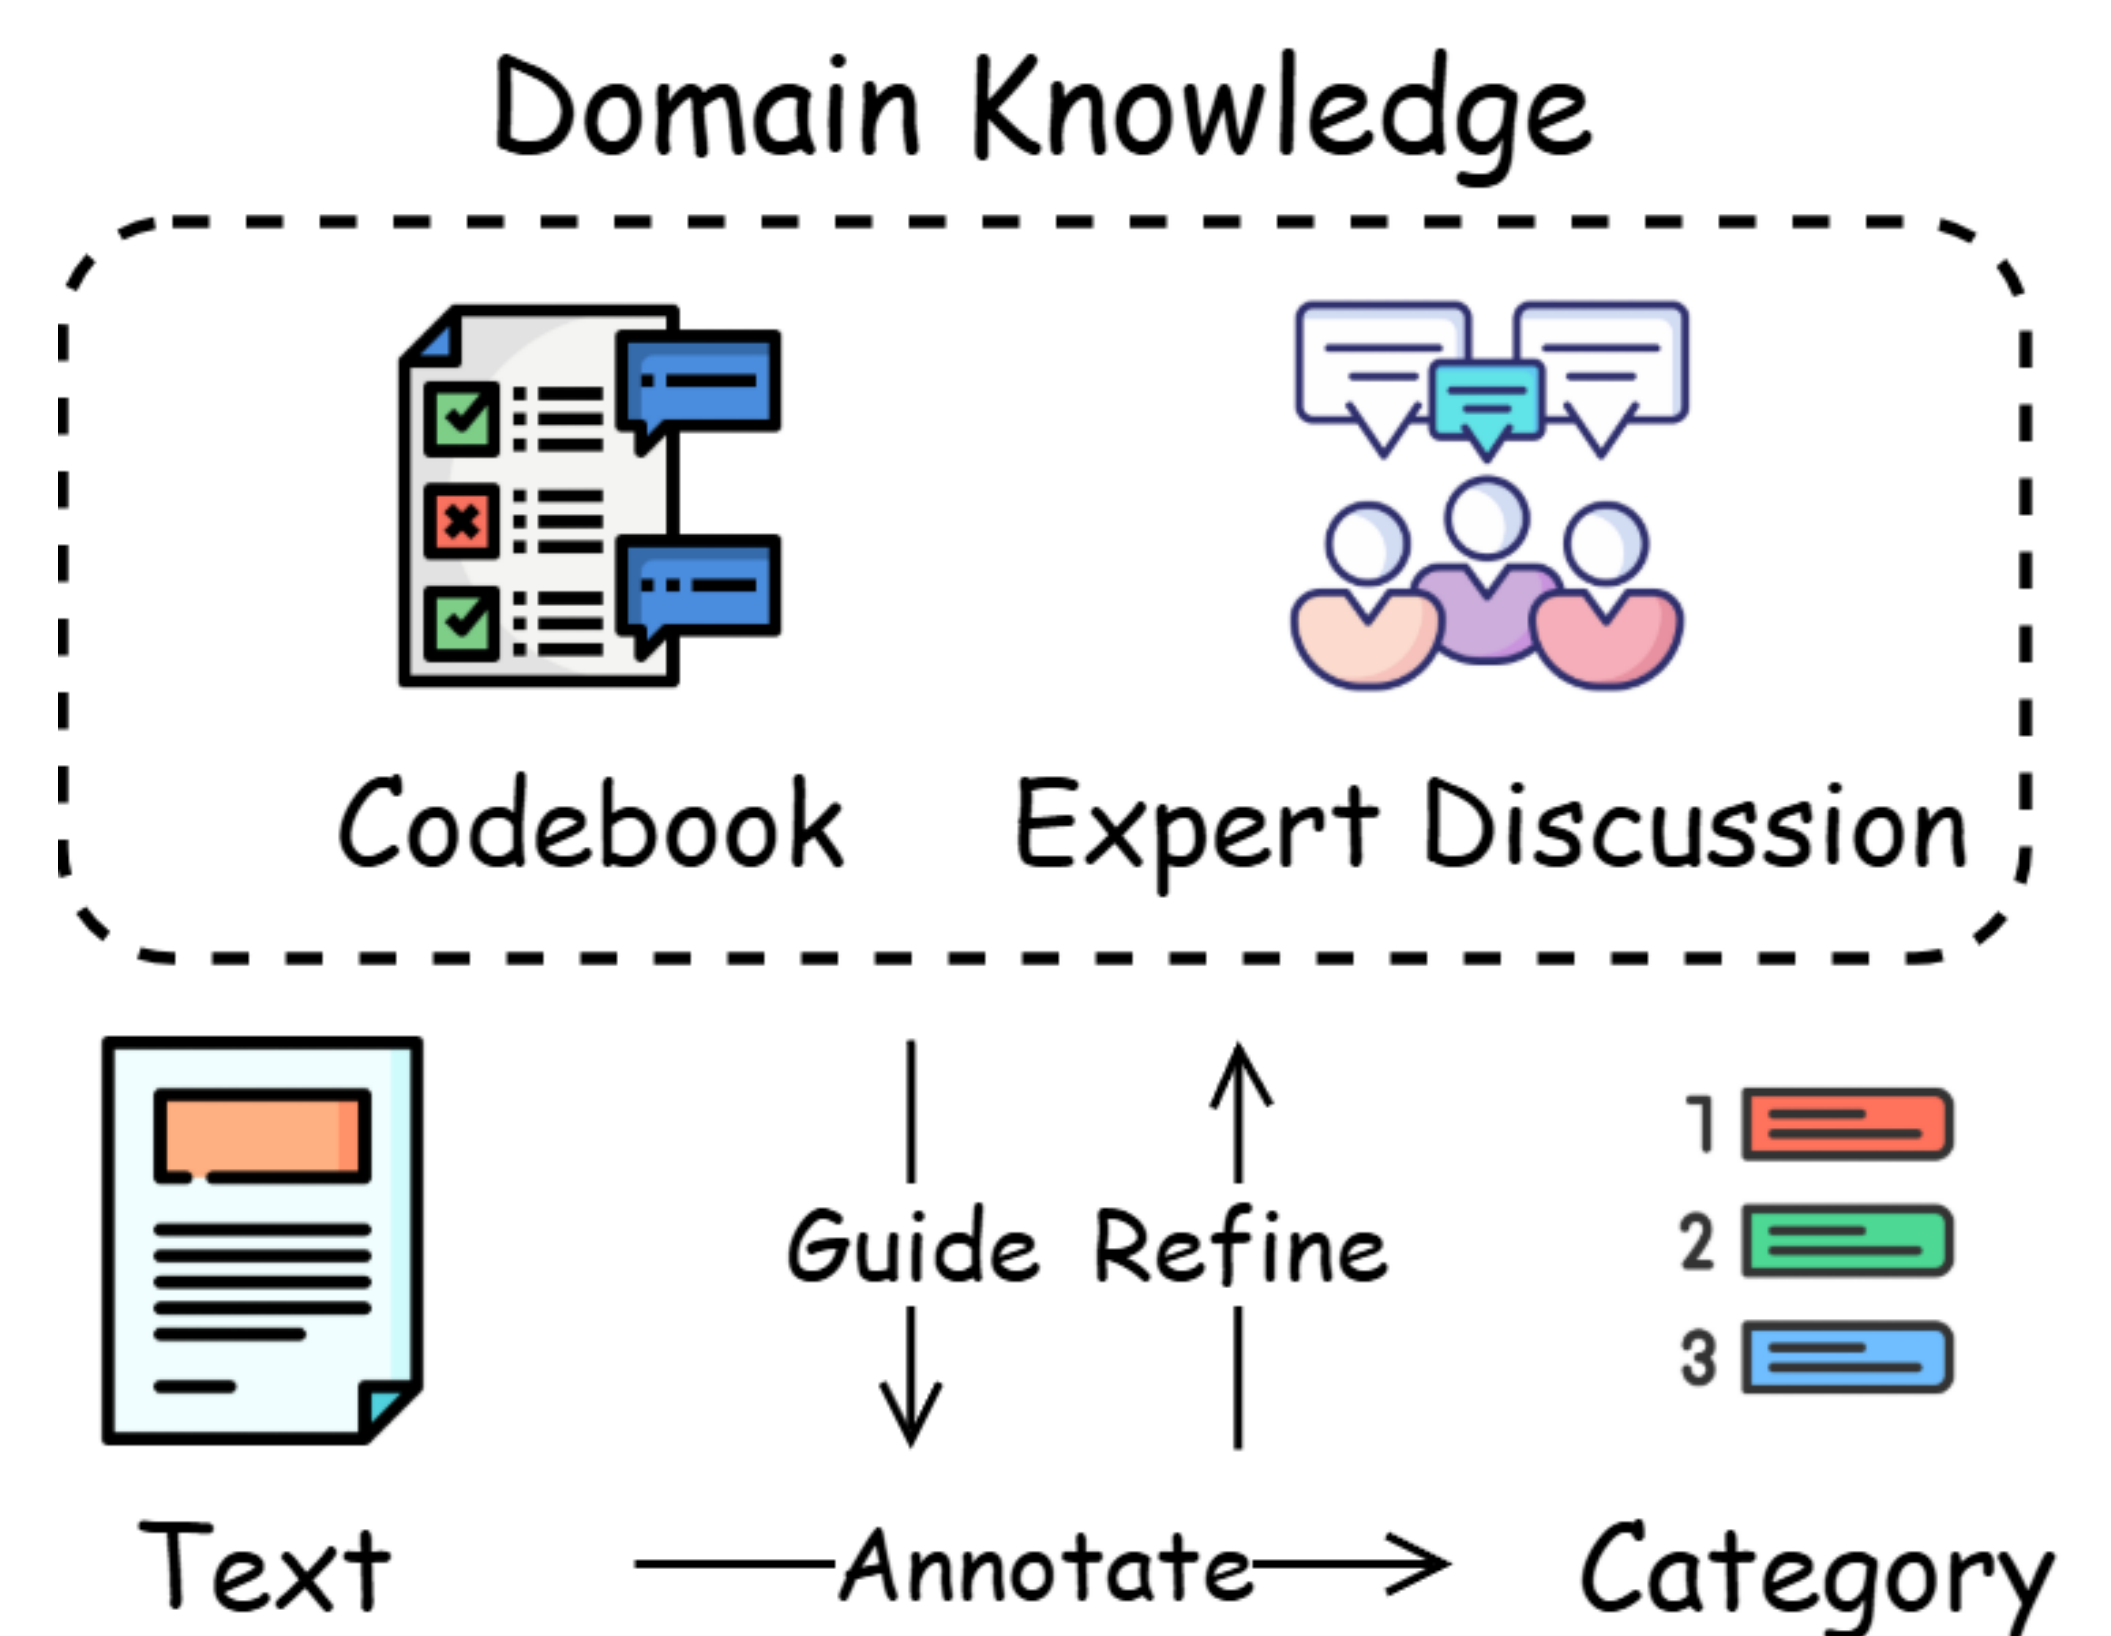 Domain Knowledge
Codebook Expert Discussion
Guide Refine
1
2
3
Text Annotate Category